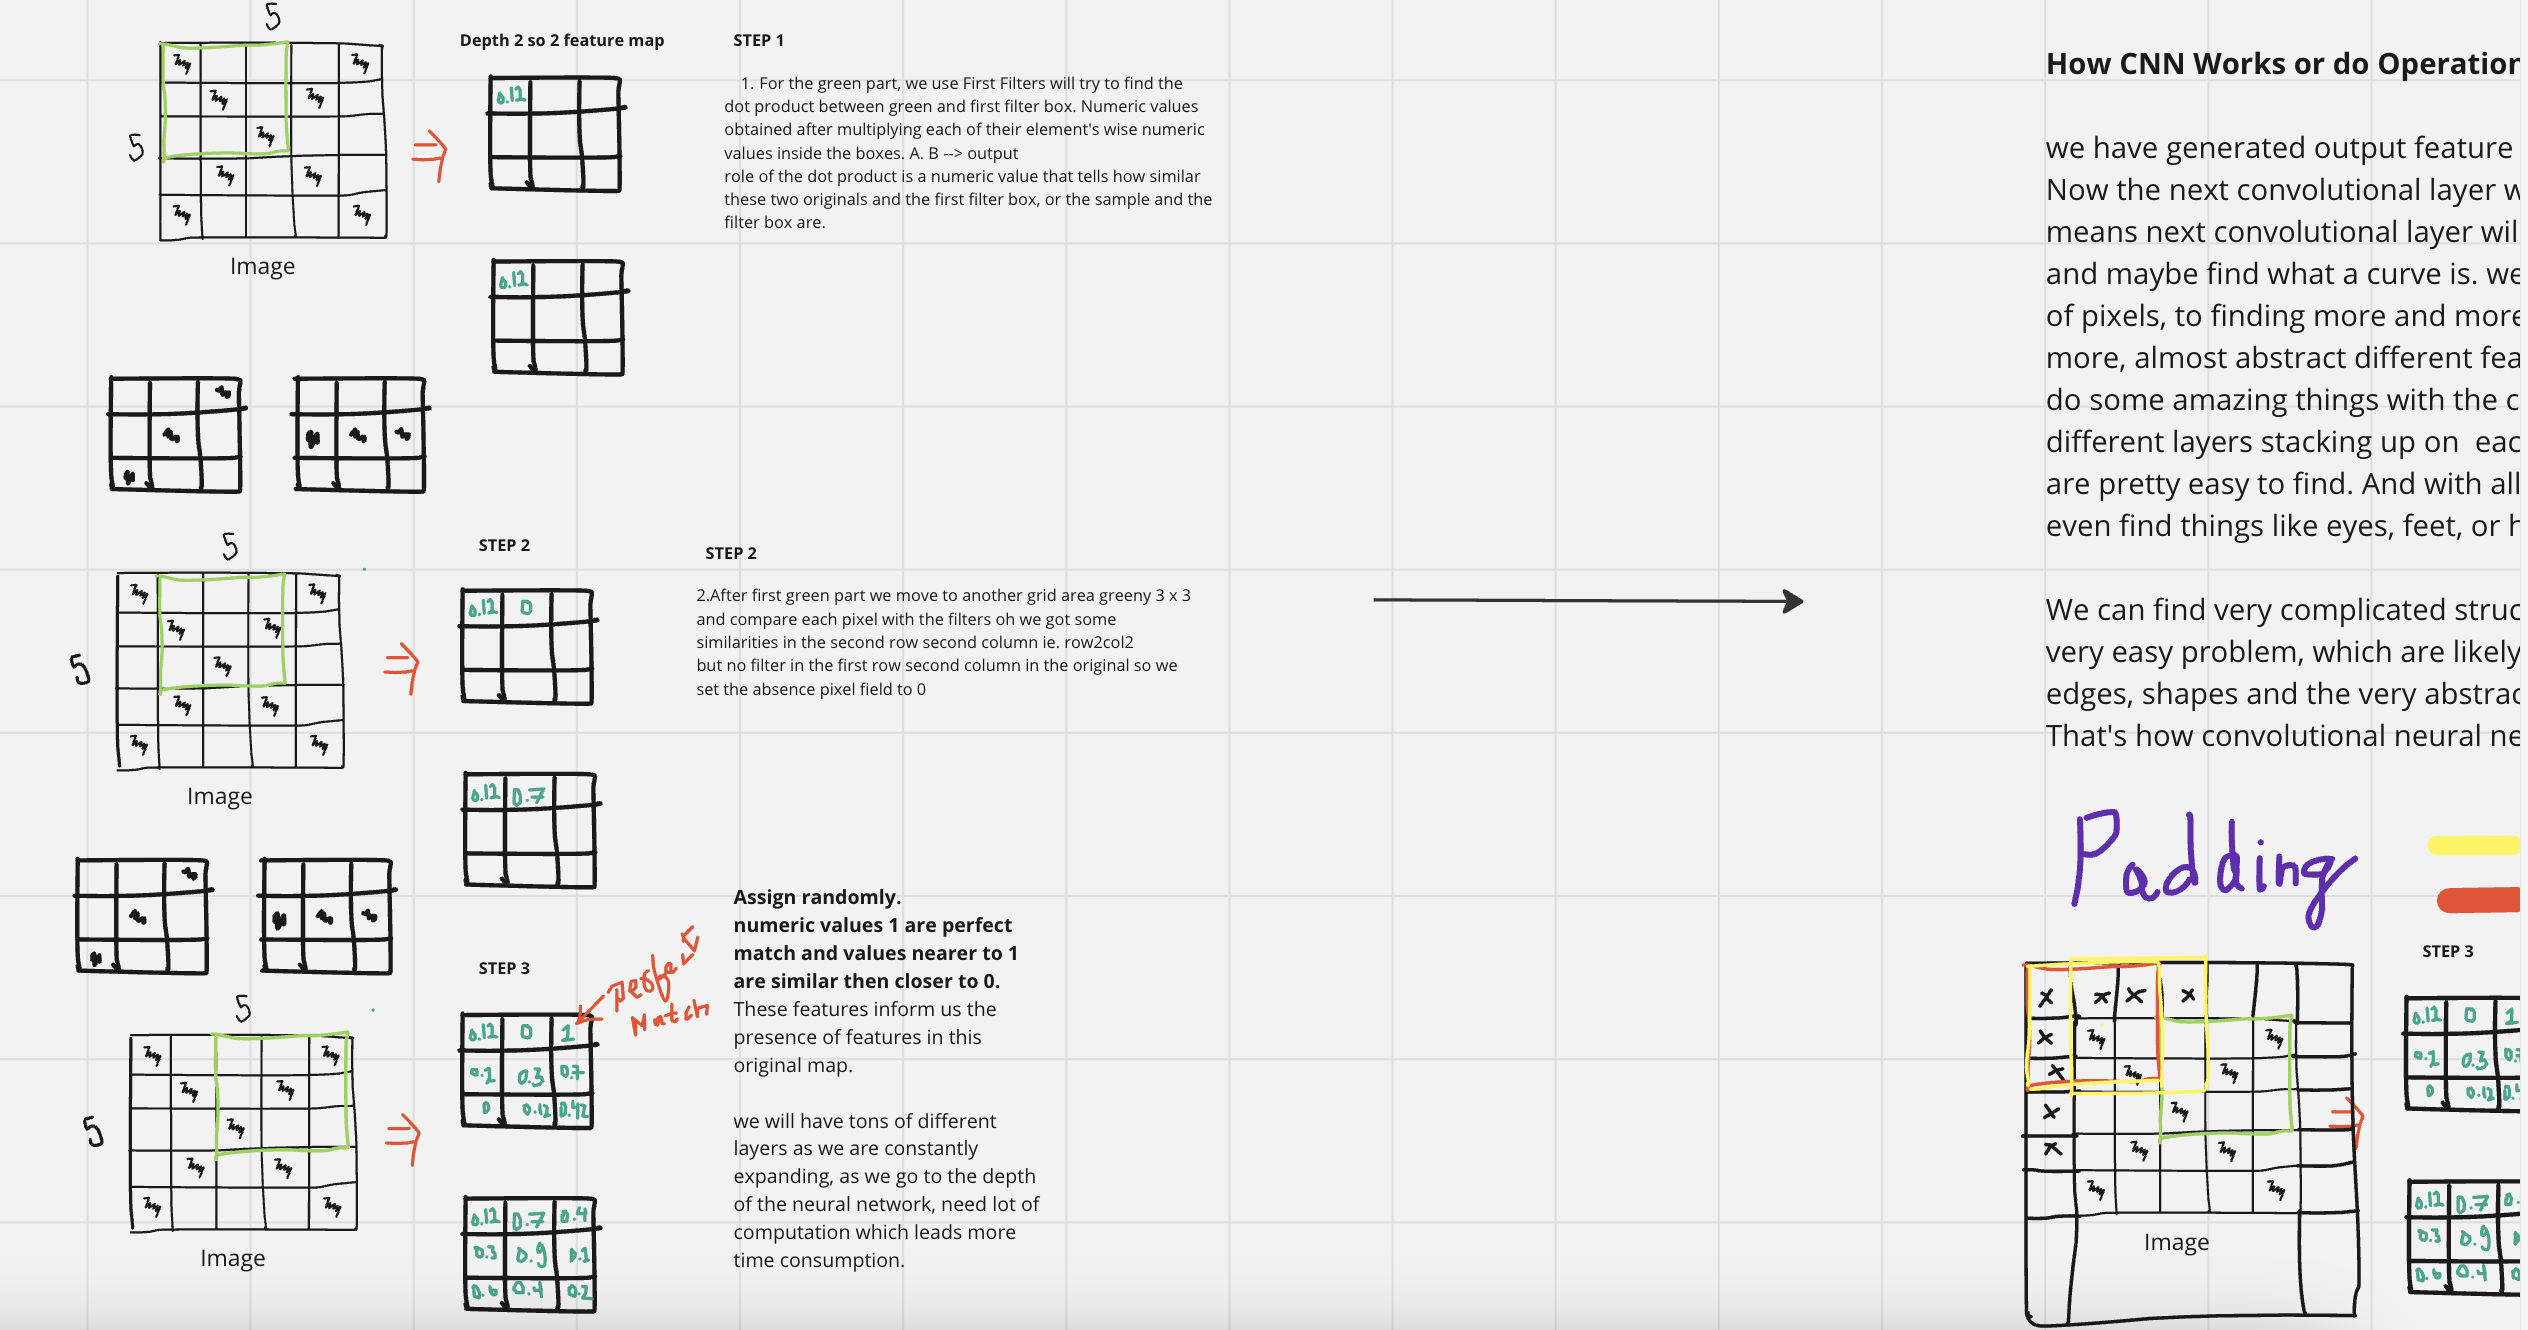 5
Depth 2 so 2 feature map
STEP 1
0.12
5
1. For the green part, we use First Filters will try to find the
dot product between green and first filter box. Numeric values
obtained after multiplying each of their element's wise numeric
values inside the boxes. A. B --> output
role of the dot product is a numeric value that tells how similar
these two originals and the first filter box, or the sample and the
filter box are.
Image
0.12
5
STEP 2
STEP 2
5
0.12 0
2.After first green part we move to another grid area greeny 3 x 3
and compare each pixel with the filters oh we got some
similarities in the second row second column ie. row2col2
but no filter in the first row second column in the original so we
set the absence pixel field to 0
Image
0.12 0.7
STEP 3
5
5
Image
perfe
Match
0.12 0 1
0.2 0.3 0.7
0 0.12 0.42
0.12 0.7 0.4
0.3 0.9 0.1
0.6 0.4 0.2
Assign randomly.
numeric values 1 are perfect
match and values nearer to 1
are similar then closer to 0.
These features inform us the
presence of features in this
original map.
we will have tons of different
layers as we are constantly
expanding, as we go to the depth
of the neural network, need lot of
computation which leads more
time consumption.
How CNN Works or do Operation
we have generated output feature
Now the next convolutional layer w
means next convolutional layer wil
and maybe find what a curve is. we
of pixels, to finding more and more
more, almost abstract different fea
do some amazing things with the c
different layers stacking up on  eac
are pretty easy to find. And with all
even find things like eyes, feet, or h
We can find very complicated struc
very easy problem, which are likely
edges, shapes and the very abstrac
That's how convolutional neural ne
Padding
STEP 3
x x x x
x
x
x
x
Image
0.12 0 1
0.2 0.3
0 0.12
0.12 0.7
0.3 0.9
0.6 0.4